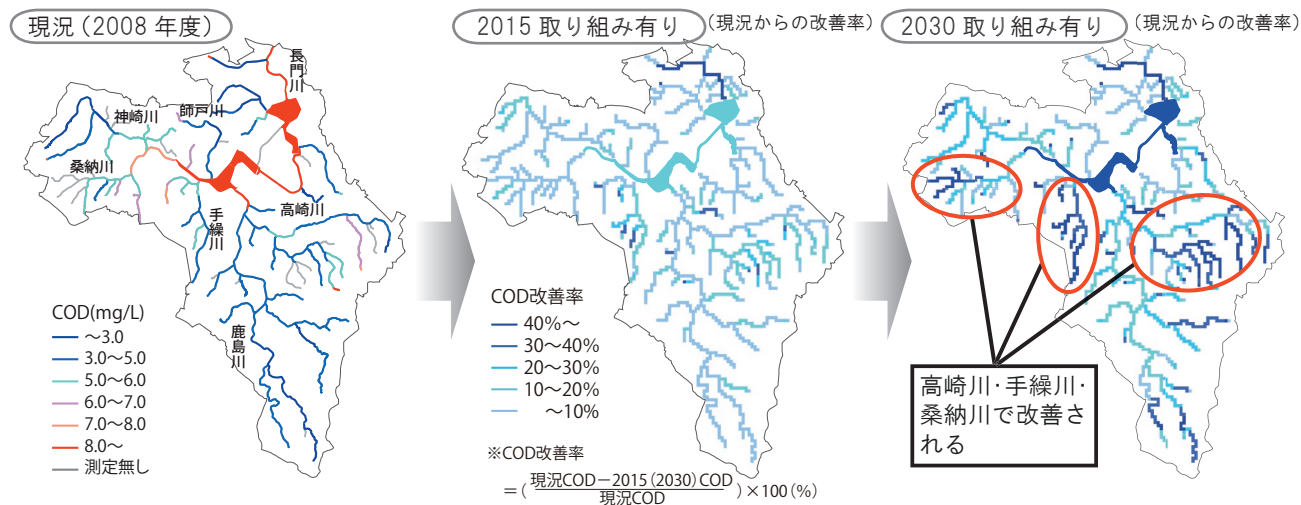 現況(2008年度)
2015取り組み有り
(現況からの改善率)
2030取り組み有り
(現況からの改善率)
長門川
師戸川
神崎川
桑納川
高崎川
手繰川
鹿島川
COD(mg/L)
～3.0
3.0～5.0
5.0～6.0
6.0～7.0
7.0～8.0
8.0～
測定無し
COD改善率
40%～
30～40%
20～30%
10～20%
～10%
※COD改善率
=(現況COD−2015(2030)COD
現況COD
)×100(%)
高崎川・手繰川・
桑納川で改善さ
れる